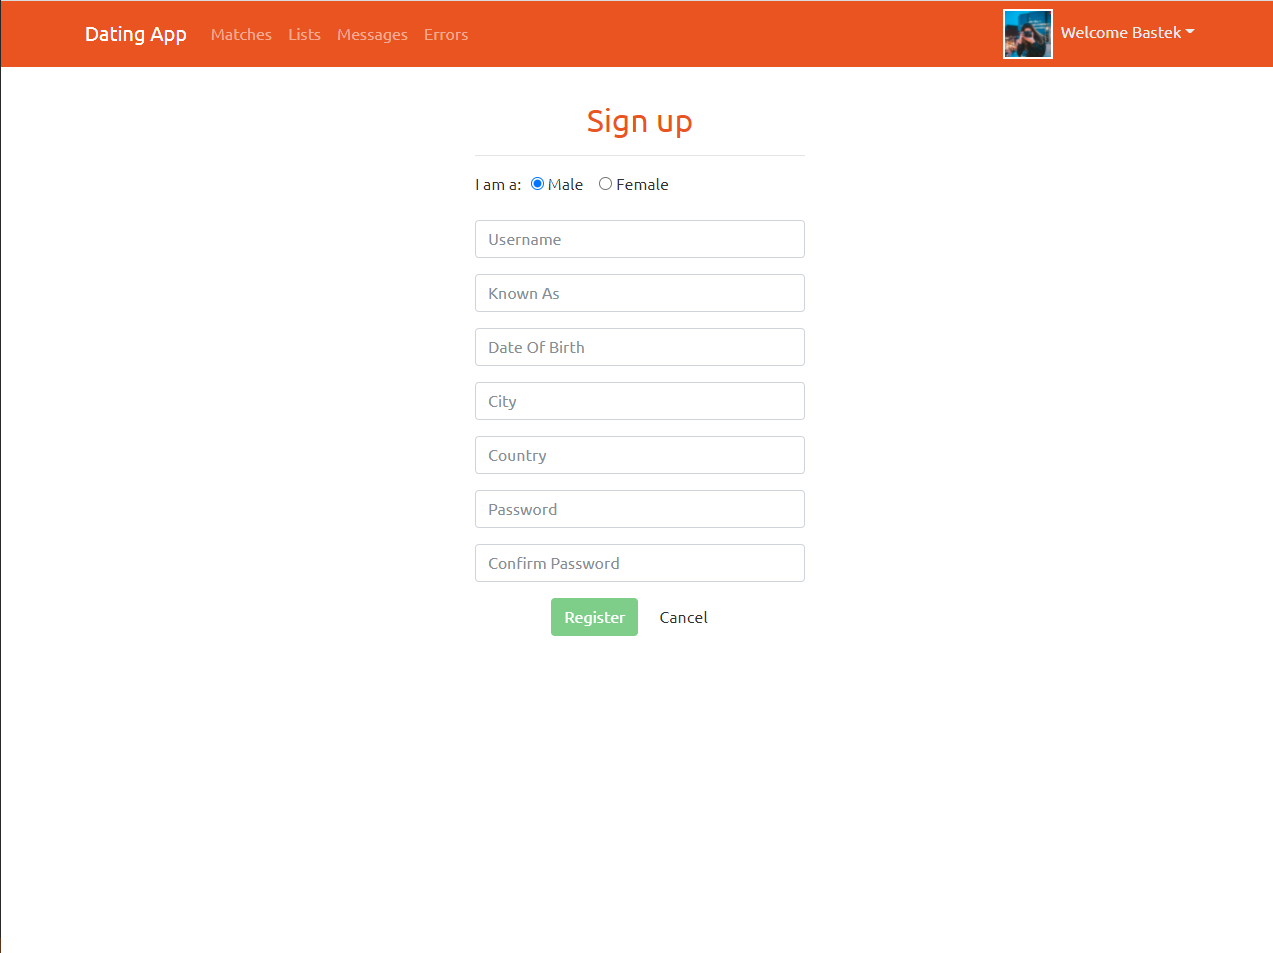 Dating App Matches Lists Messages Errors Welcome Bastek
Sign up
I am a: Male Female
Username
Known As
Date Of Birth
City
Country
Password
Confirm Password
Register Cancel